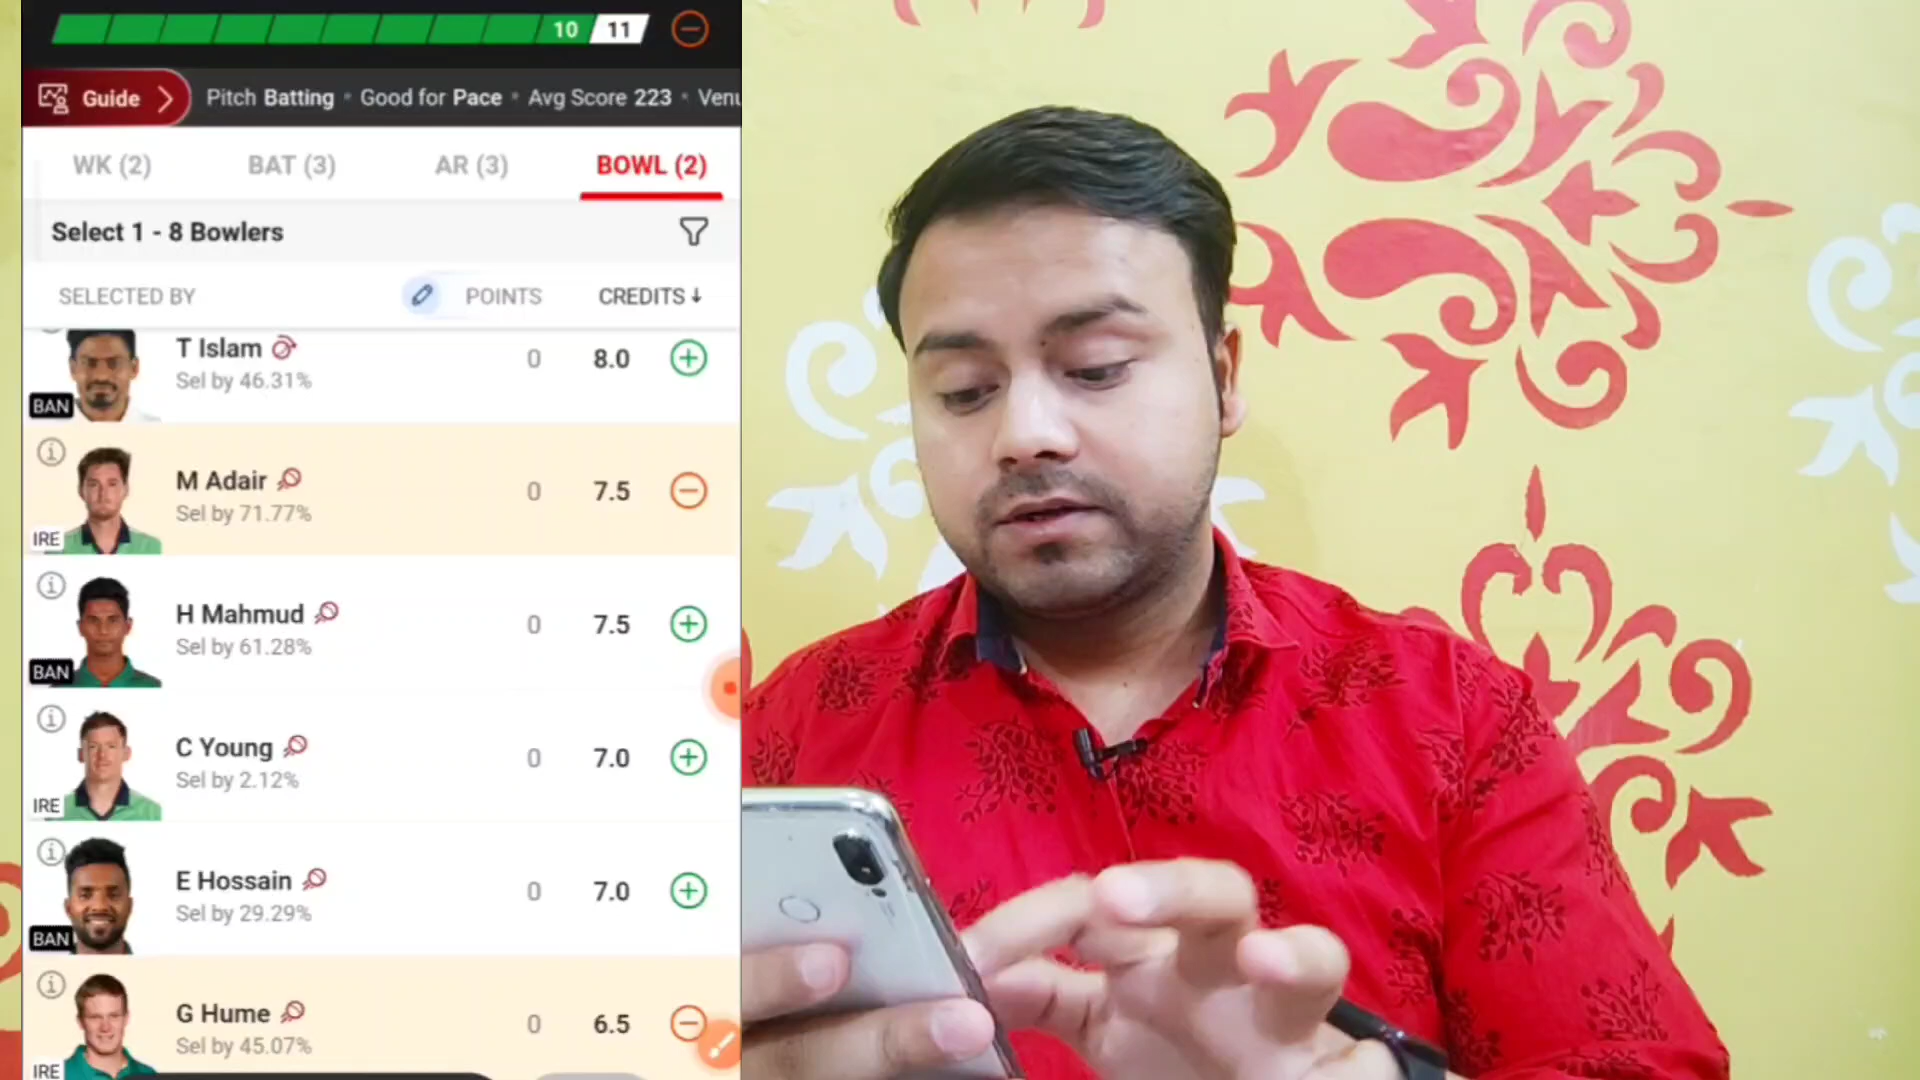 10 11
Guide Pitch Batting • Good for Pace • Avg Score 223 •
WK (2) BAT (3) AR (3) BOWL (2)
Select 1 - 8 Bowlers
SELECTED BY POINTS CREDITS↓
T Islam
Sel by 46.31% 0 8.0
BAN
M Adair
Sel by 71.77% 0 7.5
IRE
H Mahmud
Sel by 61.28% 0 7.5
BAN
C Young
Sel by 2.12% 0 7.0
IRE
E Hossain
Sel by 29.29% 0 7.0
BAN
G Hume
Sel by 45.07% 0 6.5
IRE